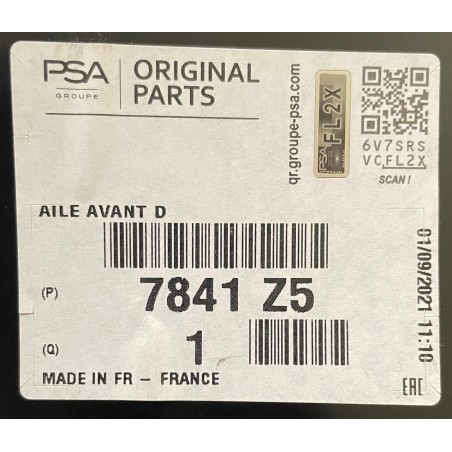 PSA
GROUPE
ORIGINAL
PARTS
qr.groupe-psa.com
PSA
FL2X
6V7SRS
VCFL2X
SCAN!
AILE AVANT D
(P)
7841 Z5
(Q)
1
MADE IN FR - FRANCE
01/09/2021 11:10
EAC